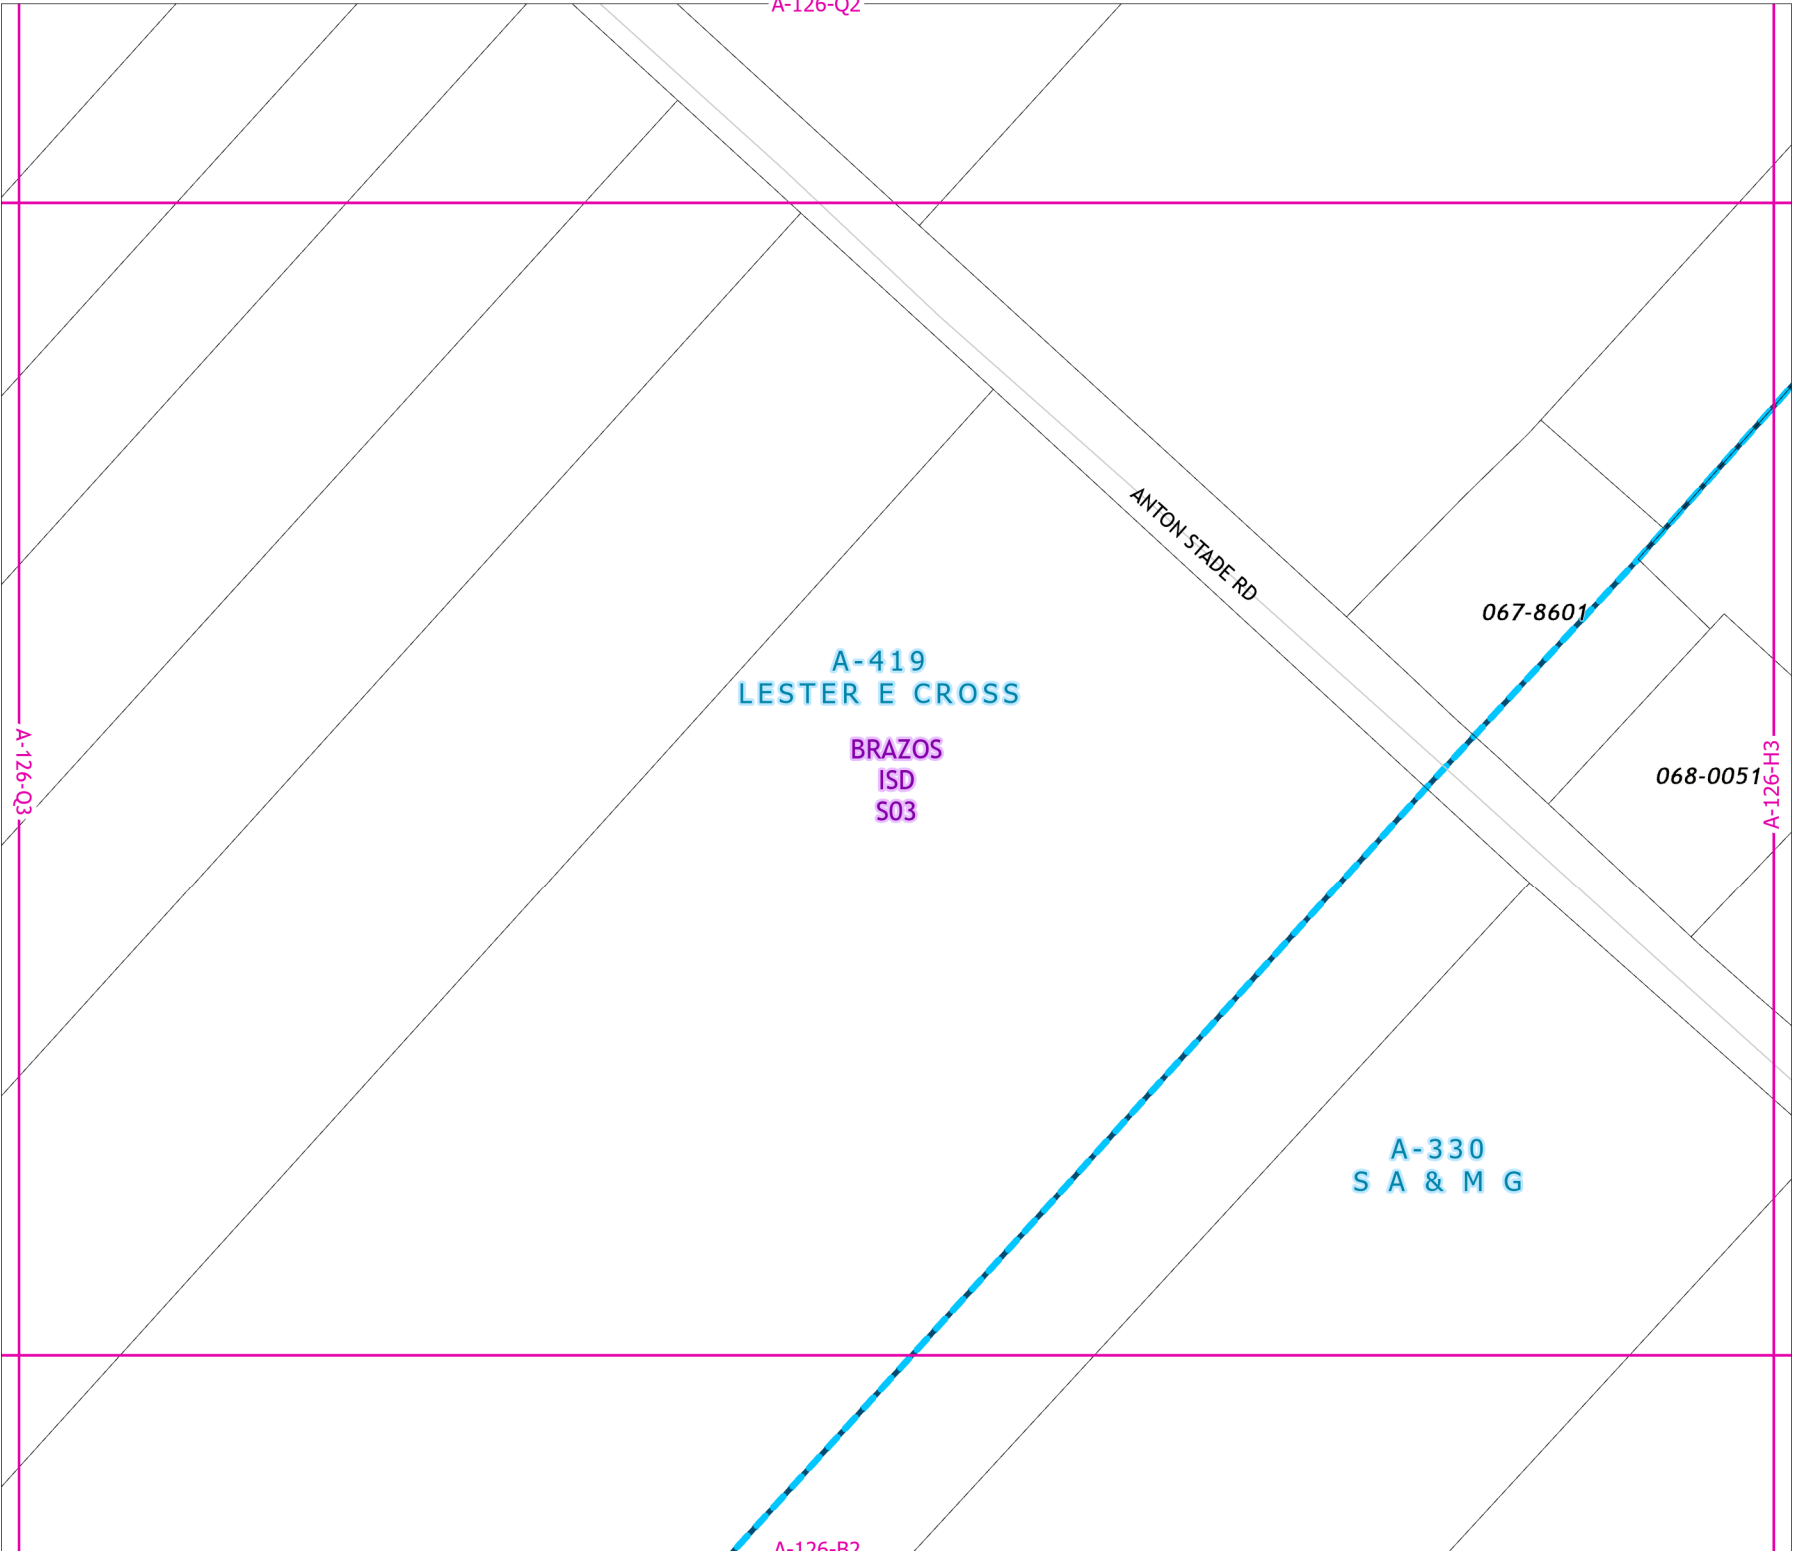 A-126-Q2
ANTON STADE RD
067-8601
A-419
LESTER E CROSS
BRAZOS
ISD
S03
A-126-Q3
068-0051
A-126-H3
A-330
S A & M G
A-126-B2